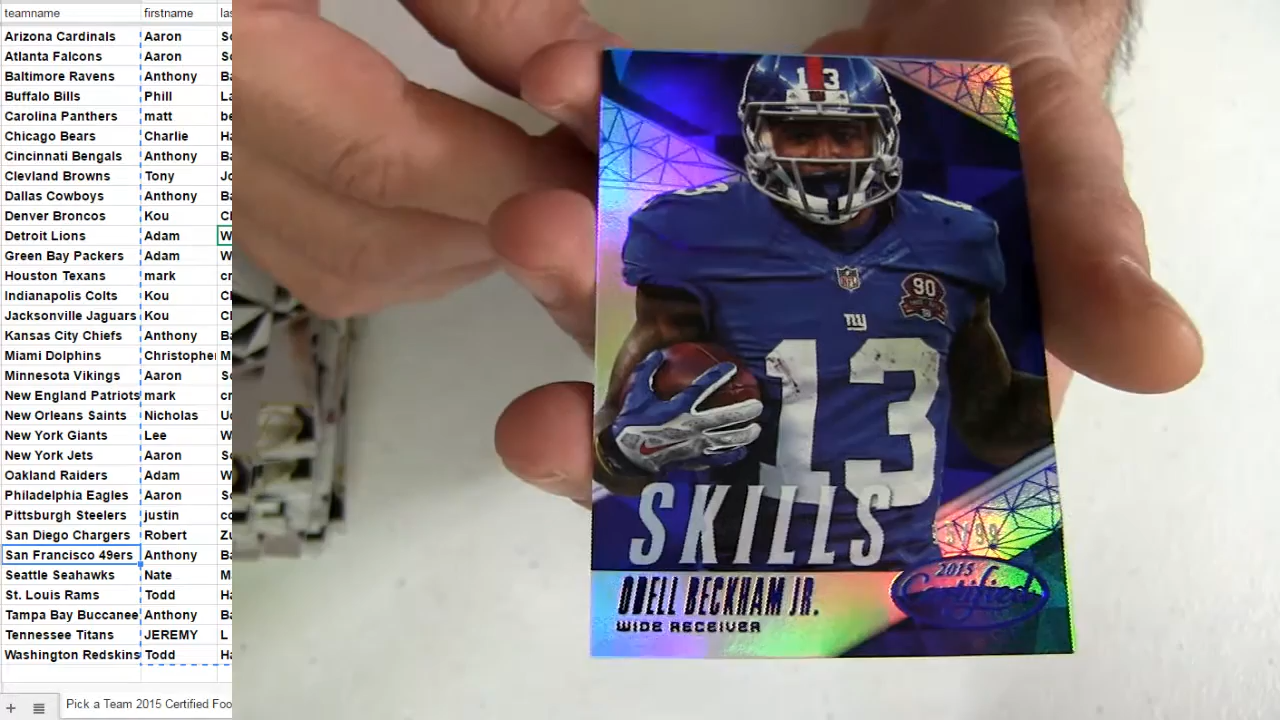 teamname firstname
Arizona Cardinals Aaron
Atlanta Falcons Aaron
Baltimore Ravens Anthony
Buffalo Bills Phill
Carolina Panthers matt
Chicago Bears Charlie
Cincinnati Bengals Anthony
Clevland Browns Tony
Dallas Cowboys Anthony
Denver Broncos Kou
Detroit Lions Adam
Green Bay Packers Adam
Houston Texans mark
Indianapolis Colts Kou
Jacksonville Jaguars Kou
Kansas City Chiefs Anthony
Miami Dolphins Christopher
Minnesota Vikings Aaron
New England Patriots mark
New Orleans Saints Nicholas
New York Giants Lee
New York Jets Aaron
Oakland Raiders Adam
Philadelphia Eagles Aaron
Pittsburgh Steelers justin
San Diego Chargers Robert
San Francisco 49ers Anthony
Seattle Seahawks Nate
St. Louis Rams Todd
Tampa Bay Buccanee Anthony
Tennessee Titans JEREMY L
Washington Redskins Todd
Pick a Team 2015 Certified Foo
13
13
NFL
90
ny
13
SKILLS
ODELL BECKHAM JR.
WIDE RECEIVER
2015
Certified